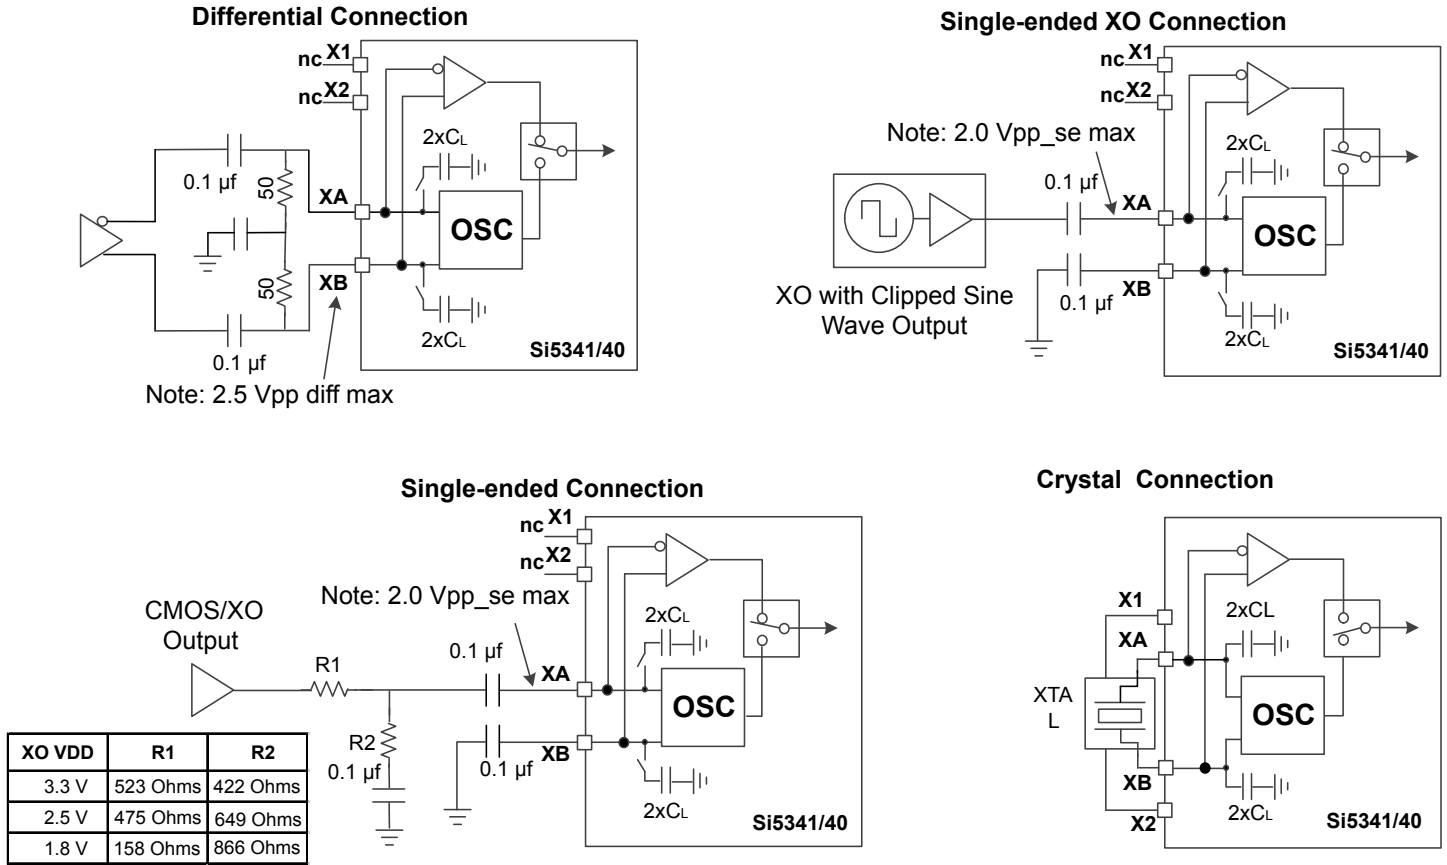 Differential Connection
nc X1
nc X2
2xCL
0.1 µf
50
XA
OSC
50
XB
2xCL
0.1 µf
Si5341/40
Note: 2.5 Vpp diff max
Single-ended XO Connection
nc X1
nc X2
Note: 2.0 Vpp_se max
2xCL
0.1 µf
XA
OSC
XB
0.1 µf
XO with Clipped Sine
Wave Output
2xCL
Si5341/40
Single-ended Connection
nc X1
nc X2
Note: 2.0 Vpp_se max
CMOS/XO
Output
2xCL
0.1 µf
R1
XA
OSC
R2
XB
0.1 µf
0.1 µf
2xCL
Si5341/40
XO VDD R1 R2
3.3 V 523 Ohms 422 Ohms
2.5 V 475 Ohms 649 Ohms
1.8 V 158 Ohms 866 Ohms
Crystal Connection
X1
2xCL
XA
XTA
L
OSC
XB
X2
2xCL
Si5341/40